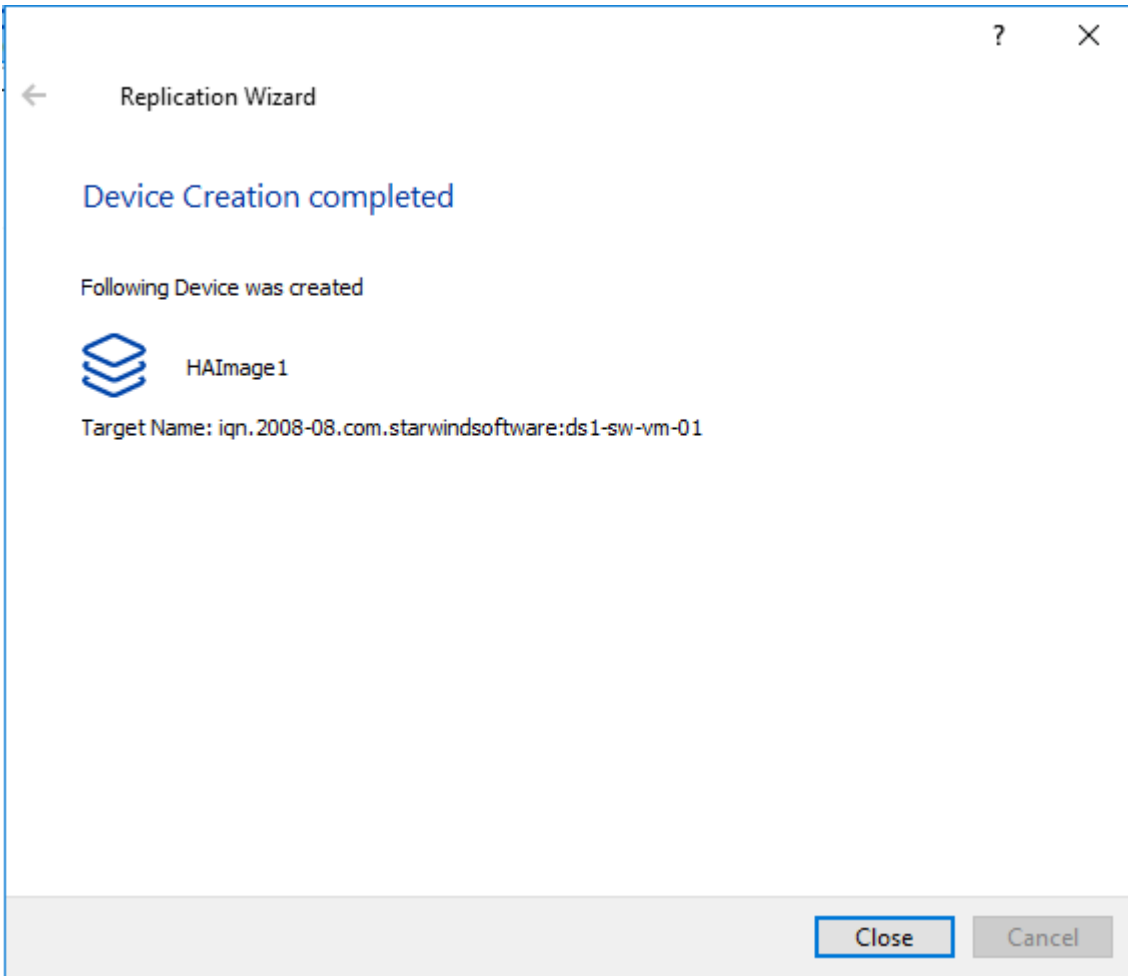 ?
Replication Wizard
Device Creation completed
Following Device was created
HAImage1
Target Name: iqn.2008-08.com.starwindsoftware:ds1-sw-vm-01
Close Cancel